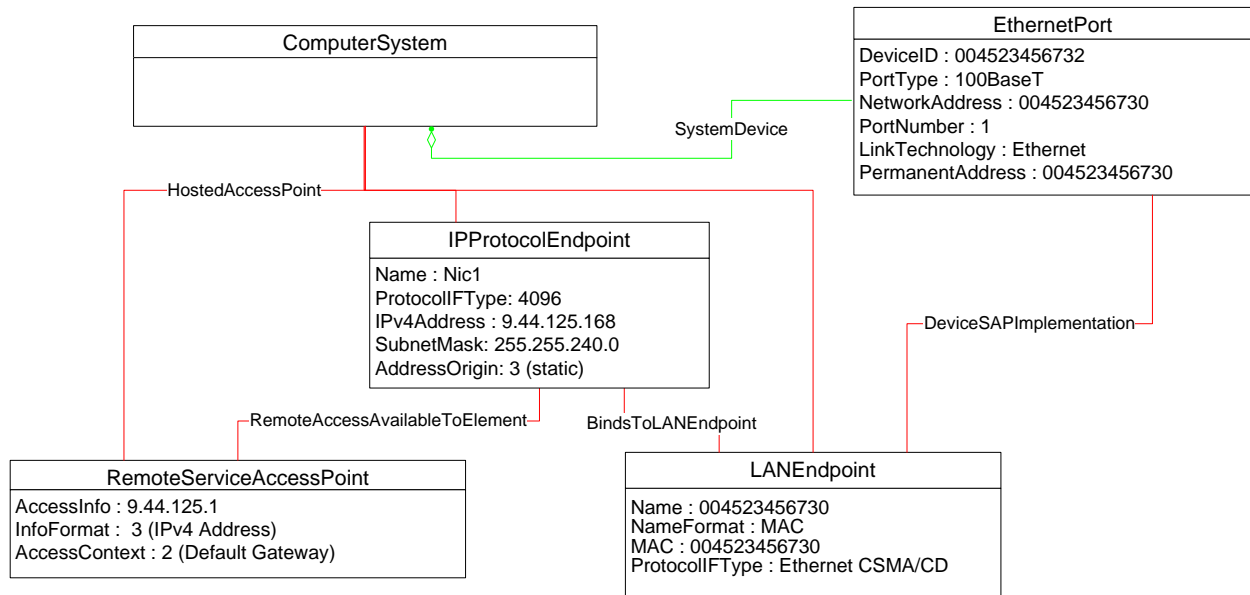 ComputerSystem
EthernetPort
DeviceID : 004523456732
PortType : 100BaseT
NetworkAddress : 004523456730
PortNumber : 1
LinkTechnology : Ethernet
PermanentAddress : 004523456730
SystemDevice
HostedAccessPoint
IPProtocolEndpoint
Name : Nic1
ProtocolIFType: 4096
IPv4Address : 9.44.125.168
SubnetMask: 255.255.240.0
AddressOrigin: 3 (static)
DeviceSAPImplementation
RemoteAccessAvailableToElement
BindsToLANEndpoint
RemoteServiceAccessPoint
AccessInfo : 9.44.125.1
InfoFormat :  3 (IPv4 Address)
AccessContext : 2 (Default Gateway)
LANEndpoint
Name : 004523456730
NameFormat : MAC
MAC : 004523456730
ProtocolIFType : Ethernet CSMA/CD